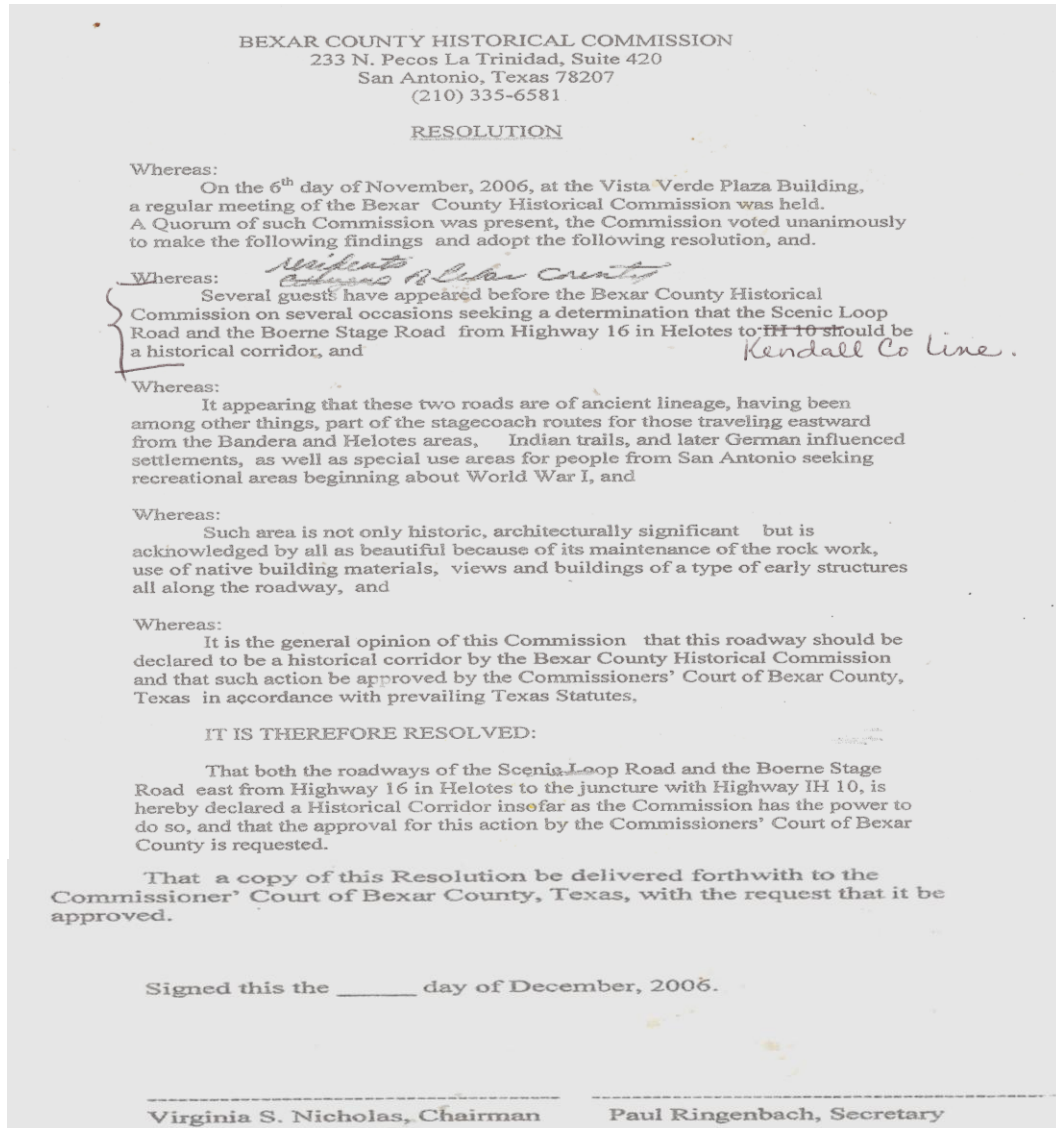 BEXAR COUNTY HISTORICAL COMMISSION
233 N. Pecos La Trinidad, Suite 420
San Antonio, Texas 78207
(210) 335-6581
RESOLUTION
Whereas:
On the 6th day of November, 2006, at the Vista Verde Plaza Building,
a regular meeting of the Bexar County Historical Commission was held.
A Quorum of such Commission was present, the Commission voted unanimously
to make the following findings and adopt the following resolution, and.
residents
Whereas: County
Several guests have appeared before the Bexar County Historical
Commission on several occasions seeking a determination that the Scenic Loop
Road and the Boerne Stage Road from Highway 16 in Helotes to IH 10 should be
a historical corridor, and Kendall Co Line.
Whereas:
It appearing that these two roads are of ancient lineage, having been
among other things, part of the stagecoach routes for those traveling eastward
from the Bandera and Helotes areas, Indian trails, and later German influenced
settlements, as well as special use areas for people from San Antonio seeking
recreational areas beginning about World War I, and
Whereas:
Such area is not only historic, architecturally significant but is
acknowledged by all as beautiful because of its maintenance of the rock work,
use of native building materials, views and buildings of a type of early structures
all along the roadway, and
Whereas:
It is the general opinion of this Commission that this roadway should be
declared to be a historical corridor by the Bexar County Historical Commission
and that such action be approved by the Commissioners' Court of Bexar County,
Texas in accordance with prevailing Texas Statutes,
IT IS THEREFORE RESOLVED:
That both the roadways of the Scenic Loop Road and the Boerne Stage
Road east from Highway 16 in Helotes to the juncture with Highway IH 10, is
hereby declared a Historical Corridor insofar as the Commission has the power to
do so, and that the approval for this action by the Commissioners' Court of Bexar
County is requested.
That a copy of this Resolution be delivered forthwith to the
Commissioner' Court of Bexar County, Texas, with the request that it be
approved.
Signed this the ______ day of December, 2006.
Virginia S. Nicholas, Chairman Paul Ringenbach, Secretary